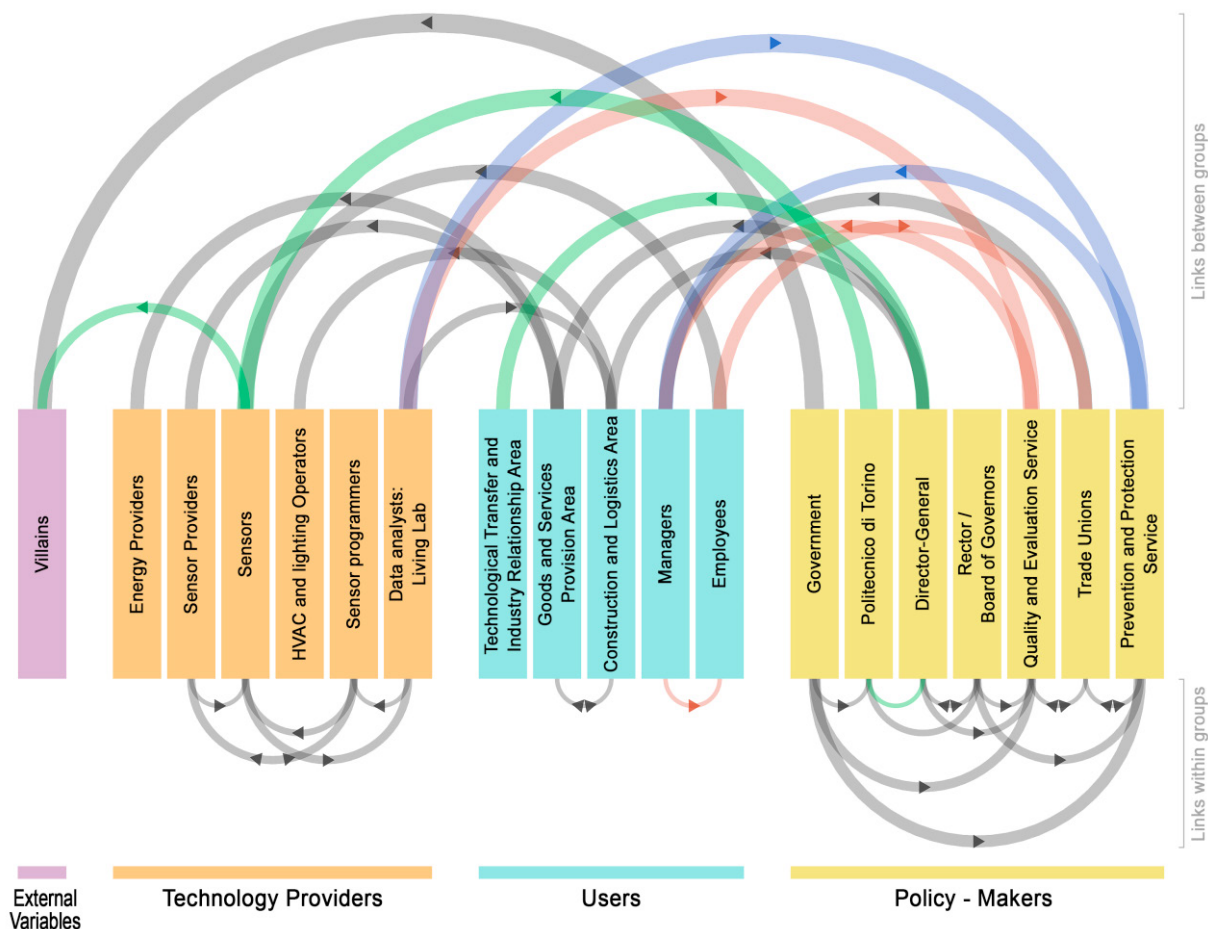 Links between groups
Villains
Energy Providers
Sensor Providers
Sensors
HVAC and lighting Operators
Sensor programmers
Data analysts:
Living Lab
Technological Transfer and
Industry Relationship Area
Goods and Services
Provision Area
Construction and Logistics Area
Managers
Employees
Government
Politecnico di Torino
Director-General
Rector /
Board of Governors
Quality and Evaluation Service
Trade Unions
Prevention and Protection
Service
Links within groups
External
Variables
Technology Providers
Users
Policy - Makers